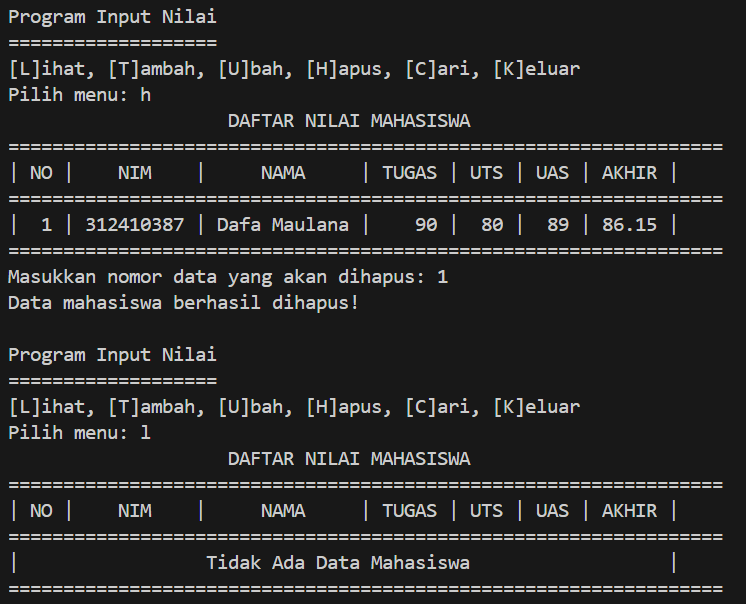 Program Input Nilai
===================
[L]ihat, [T]ambah, [U]bah, [H]apus, [C]ari, [K]eluar
Pilih menu: h
                    DAFTAR NILAI MAHASISWA
=================================================================
| NO |    NIM    |     NAMA     | TUGAS | UTS | UAS | AKHIR |
=================================================================
|  1 | 312410387 | Dafa Maulana |    90 |  80 |  89 | 86.15 |
=================================================================
Masukkan nomor data yang akan dihapus: 1
Data mahasiswa berhasil dihapus!

Program Input Nilai
===================
[L]ihat, [T]ambah, [U]bah, [H]apus, [C]ari, [K]eluar
Pilih menu: l
                    DAFTAR NILAI MAHASISWA
=================================================================
| NO |    NIM    |     NAMA     | TUGAS | UTS | UAS | AKHIR |
=================================================================
|                 Tidak Ada Data Mahasiswa                  |
=================================================================